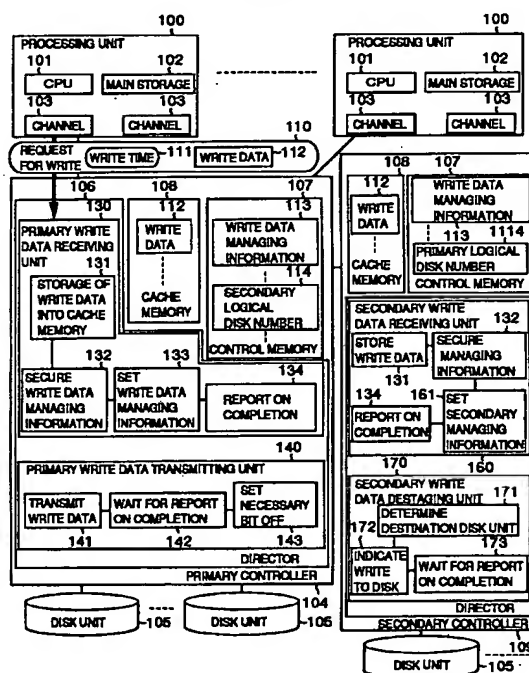 100
PROCESSING UNIT
101
102
CPU
MAIN STORAGE
103
103
CHANNEL
CHANNEL
100
PROCESSING UNIT
101
102
CPU
MAIN STORAGE
103
103
CHANNEL
CHANNEL
110
REQUEST
FOR WRITE
WRITE TIME
111
WRITE DATA
112
106
130
PRIMARY WRITE
DATA RECEIVING
UNIT
131
STORAGE OF
WRITE DATA
INTO CACHE
MEMORY
132
133
134
SECURE
WRITE DATA
MANAGING
INFORMATION
SET
WRITE DATA
MANAGING
INFORMATION
REPORT ON
COMPLETION
108
112
WRITE
DATA
CACHE
MEMORY
107
113
WRITE DATA
MANAGING
INFORMATION
114
SECONDARY
LOGICAL
DISK NUMBER
CONTROL MEMORY
140
PRIMARY WRITE DATA TRANSMITTING
UNIT
TRANSMIT
WRITE DATA
WAIT FOR REPORT
ON COMPLETION
SET
NECESSARY
BIT OFF
141
142
143
DIRECTOR
PRIMARY CONTROLLER
104
DISK UNIT
105
DISK UNIT
105
108
107
112
WRITE
DATA
CACHE
MEMORY
WRITE DATA
MANAGING
INFORMATION
113
1114
PRIMARY LOGICAL
DISK NUMBER
CONTROL MEMORY
SECONDARY WRITE
DATA RECEIVING UNIT
132
STORE
WRITE DATA
SECURE
MANAGING
INFORMATION
131
134
161
REPORT ON
COMPLETION
SET
SECONDARY
MANAGING
INFORMATION
170
160
SECONDARY WRITE
DATA DESTAGING UNIT
171
DETERMINE
DESTINATION DISK UNIT
172
173
INDICATE
WRITE
TO DISK
WAIT FOR REPORT
ON COMPLETION
DIRECTOR
SECONDARY CONTROLLER
109
DISK UNIT
105